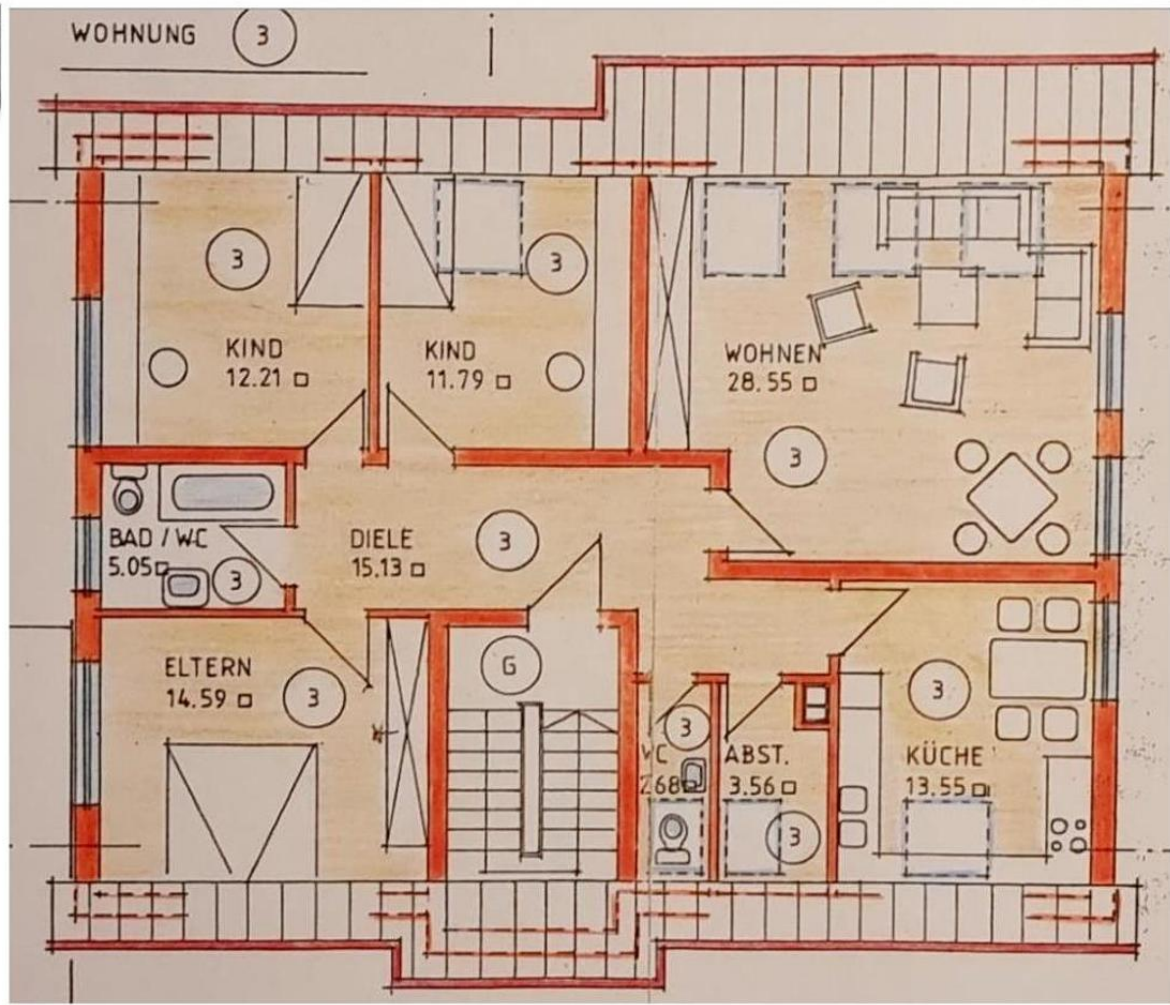 WOHNUNG 3
3
3
KIND
12.21 □
KIND
11.79 □
WOHNEN
28.55 □
3
BAD / WC
5.05 □
3
DIELE
15.13 □
3
ELTERN
14.59 □
3
G
3
WC
2.68 □
ABST.
3.56 □
3
3
KÜCHE
13.55 □